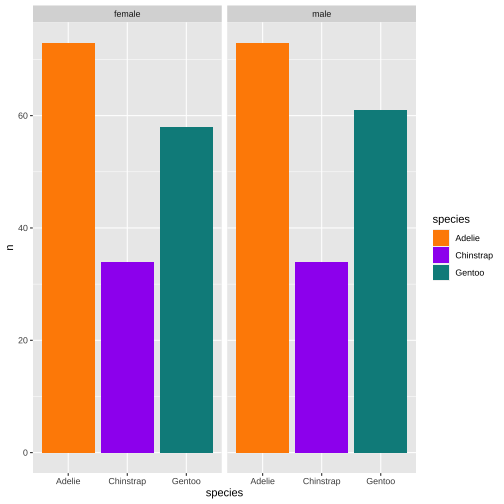 female male
60
40
20
0
n
Adelie Chinstrap Gentoo Adelie Chinstrap Gentoo
species
species
Adelie
Chinstrap
Gentoo